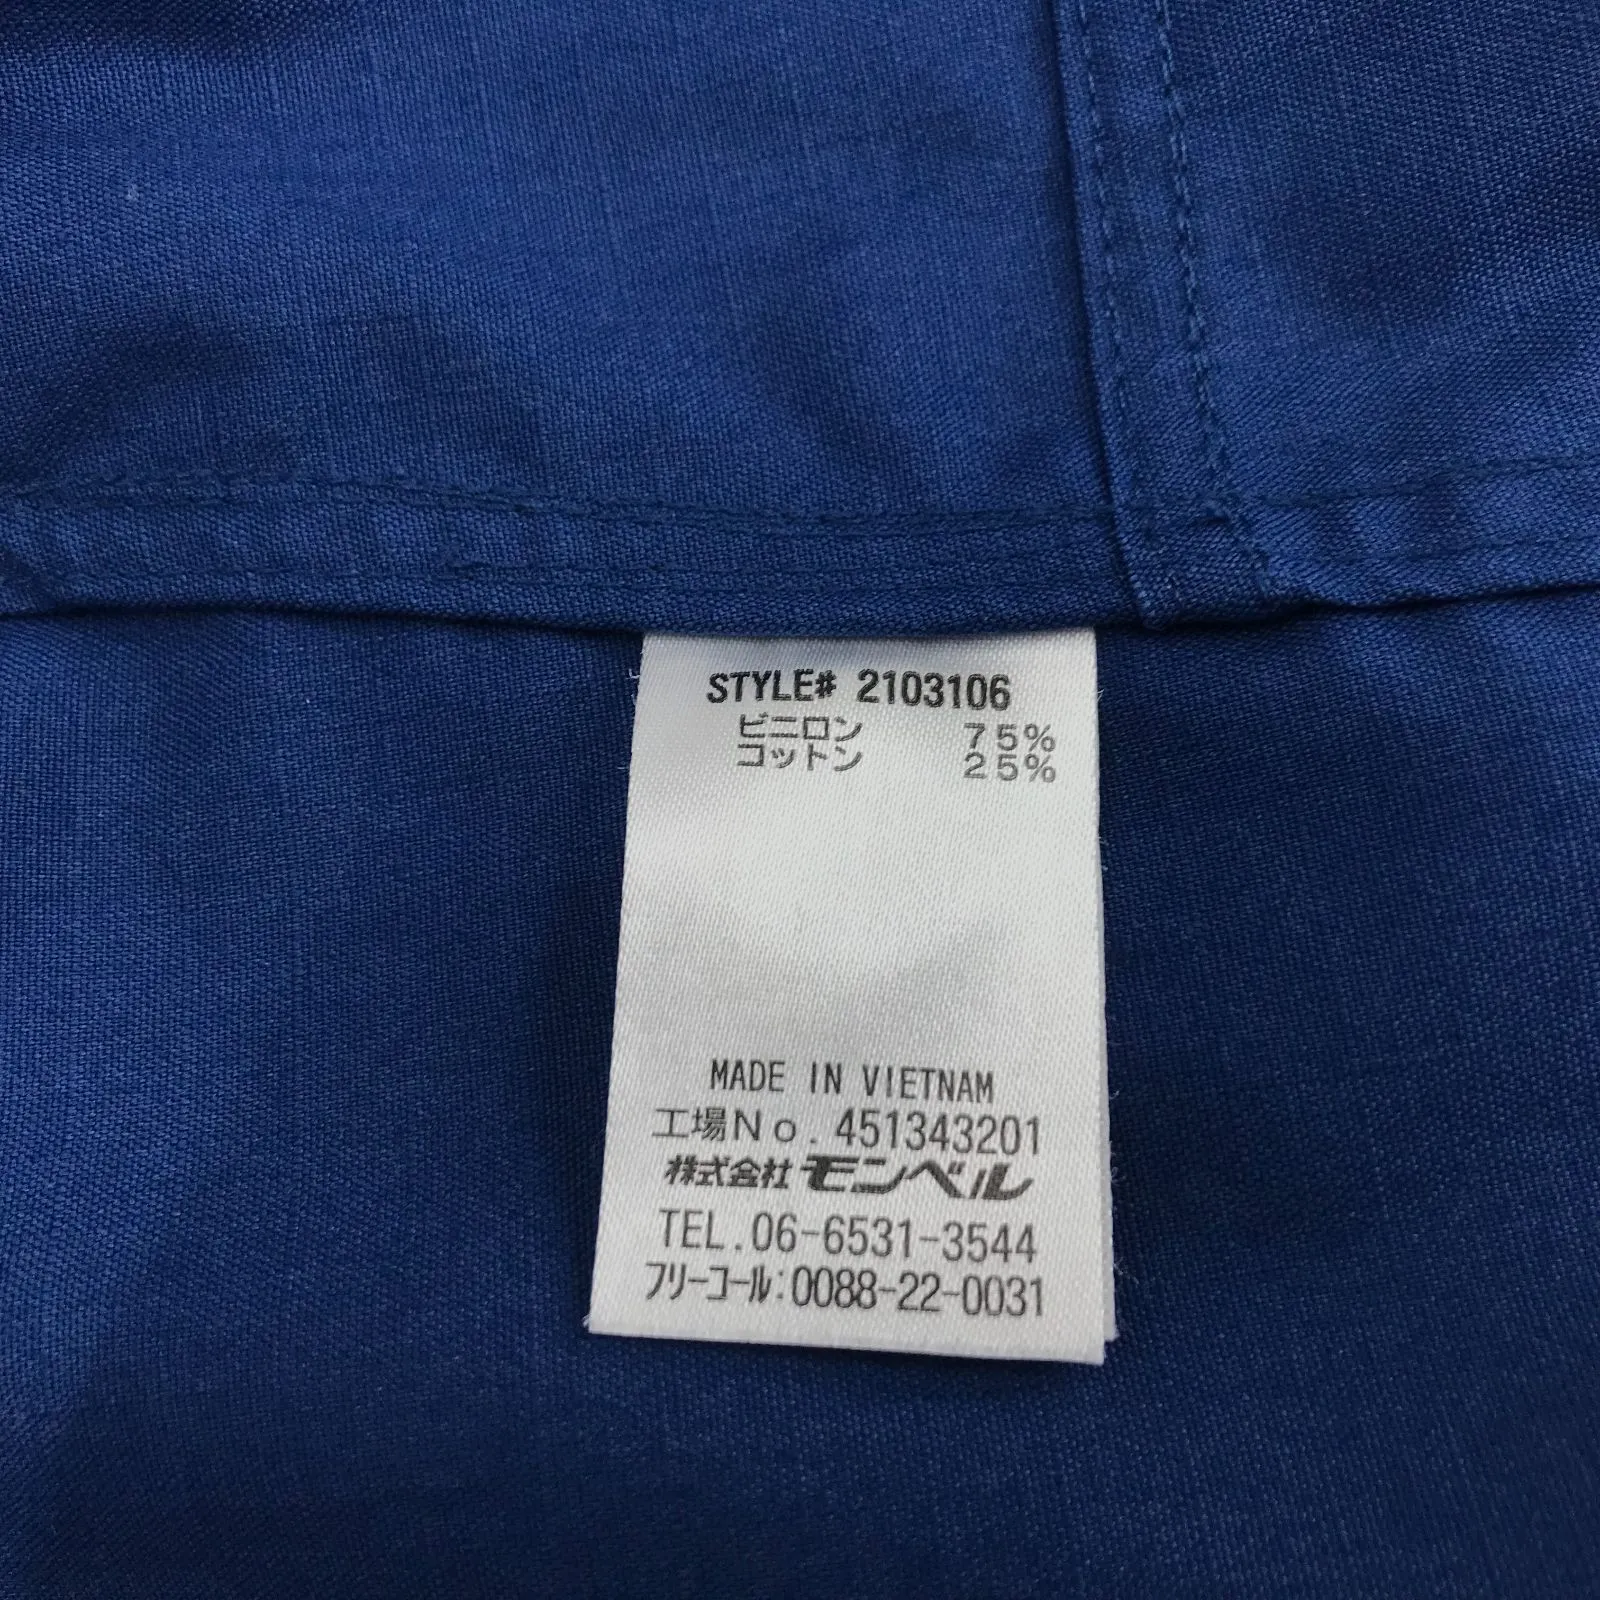 STYLE# 2103106
ビニロン 75%
コットン 25%
MADE IN VIETNAM
工場No.451343201
株式会社モンベル
TEL.06-6531-3544
フリーコール:0088-22-0031